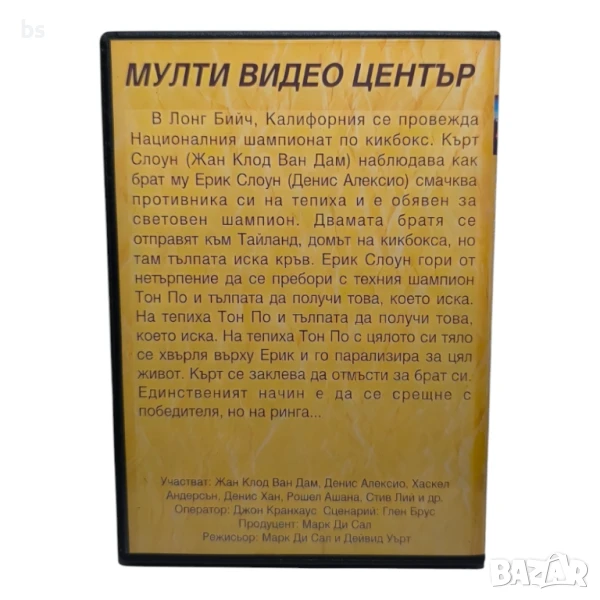 bs
МУЛТИ ВИДЕО ЦЕНТЪР
В Лонг Бийч, Калифорния се провежда
Националния шампионат по кикбокс. Кърт
Слоун (Жан Клод Ван Дам) наблюдава как
брат му Ерик Слоун (Денис Алексио) смачква
противника си на тепиха и е обявен за
световен шампион. Двамата братя се
отправят към Тайланд, домът на кикбокса, но
там тълпата иска кръв. Ерик Слоун гори от
нетърпение да се пребори с техния шампион
Тон По и тълпата да получи това, което иска.
На тепиха Тон По и тълпата да получи това,
което иска. На тепиха Тон По с цялото си тяло
се хвърля върху Ерик и го парализира за цял
живот. Кърт се заклева да отмъсти за брат си.
Единственият начин е да се срещне с
победителя, но на ринга...
Участват: Жан Клод Ван Дам, Денис Алексио, Хаскел
Андерсън, Денис Хан, Рошел Ашана, Стив Лий и др.
Оператор: Джон Кранхаус Сценарий: Глен Брус
Продуцент: Марк Ди Сал
Режисьор: Марк Ди Сал и Дейвид Уърт
BAZAR